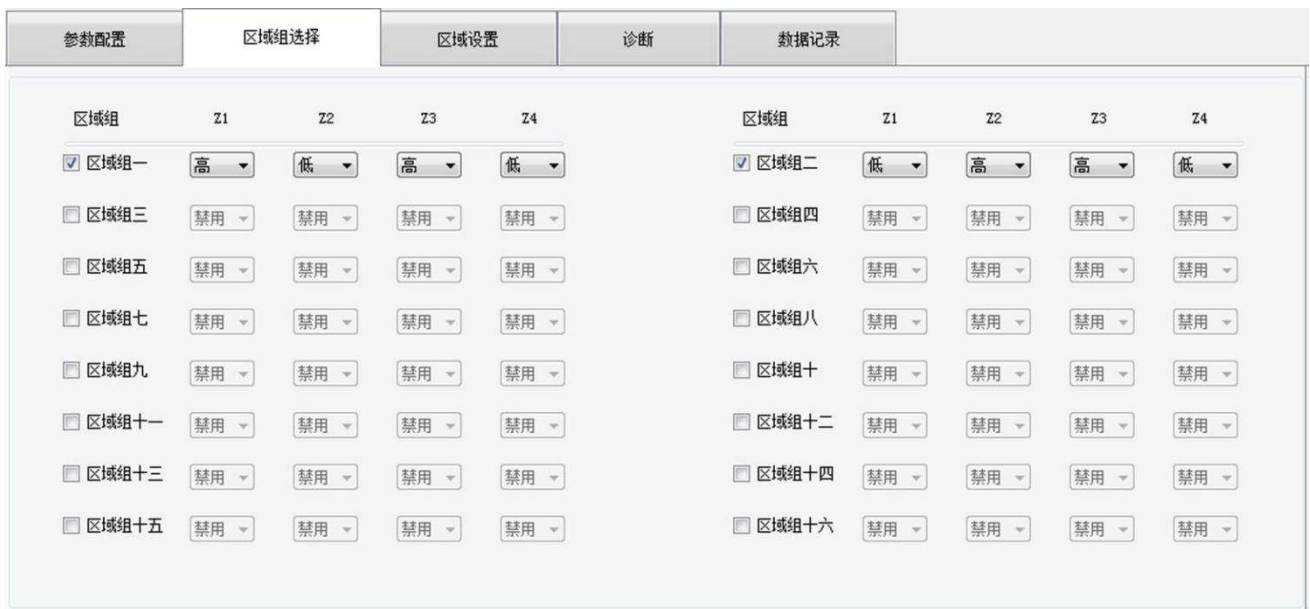 参数配置 区域组选择 区域设置 诊断 数据记录
区域组 Z1 Z2 Z3 Z4 区域组 Z1 Z2 Z3 Z4
区域组一 高 低 高 低 区域组二 低 高 高 低
区域组三 禁用 禁用 禁用 禁用 区域组四 禁用 禁用 禁用 禁用
区域组五 禁用 禁用 禁用 禁用 区域组六 禁用 禁用 禁用 禁用
区域组七 禁用 禁用 禁用 禁用 区域组八 禁用 禁用 禁用 禁用
区域组九 禁用 禁用 禁用 禁用 区域组十 禁用 禁用 禁用 禁用
区域组十一 禁用 禁用 禁用 禁用 区域组十二 禁用 禁用 禁用 禁用
区域组十三 禁用 禁用 禁用 禁用 区域组十四 禁用 禁用 禁用 禁用
区域组十五 禁用 禁用 禁用 禁用 区域组十六 禁用 禁用 禁用 禁用